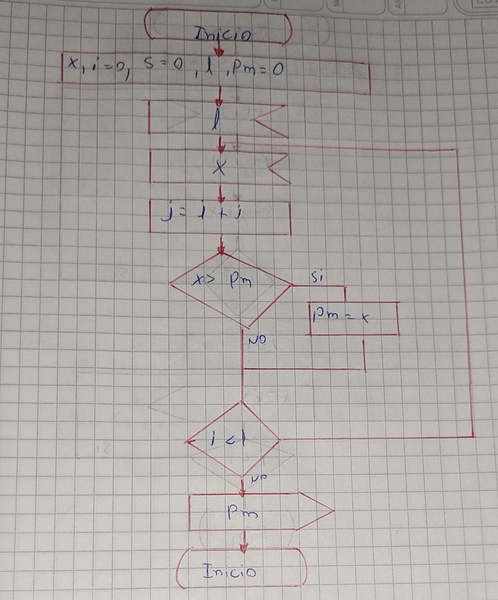 Inicio
x, i=0, S=0, l, Pm=0
l
x
i = i + i
x> Pm
Si
Pm = x
NO
i < l
NO
Pm
Inicio